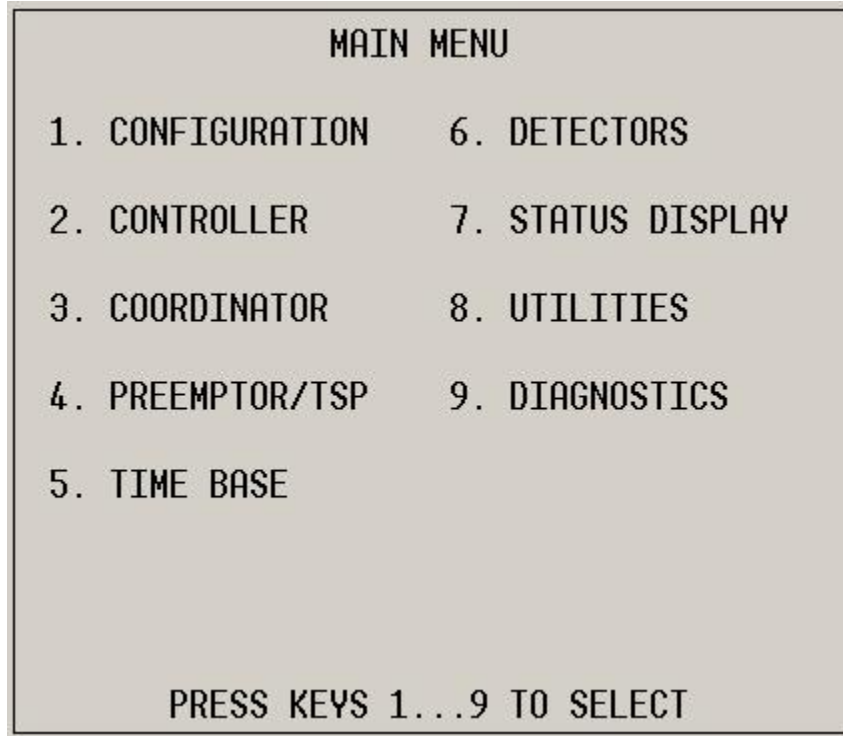 MAIN MENU
1. CONFIGURATION 6. DETECTORS
2. CONTROLLER 7. STATUS DISPLAY
3. COORDINATOR 8. UTILITIES
4. PREEMPTOR/TSP 9. DIAGNOSTICS
5. TIME BASE
PRESS KEYS 1...9 TO SELECT